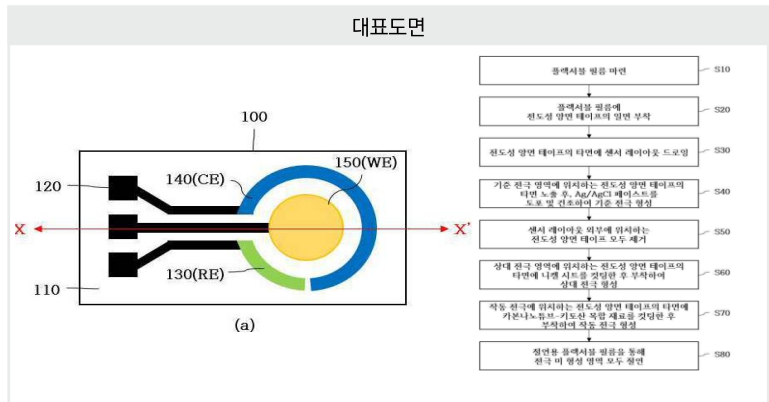 대표도면
100
150(WE)
140(CE)
120
X
X'
130(RE)
110
(a)
플렉서블 필름 마련
S10
플렉서블 필름에
전도성 양면 테이프의 일면 부착
S20
전도성 양면 테이프의 타면에 센서 레이아웃 드로잉
S30
기준 전극 영역에 위치하는 전도성 양면 테이프의
타면 노출 후, Ag/AgCl 페이스트를
도포 및 건조하여 기준 전극 형성
S40
센서 레이아웃 외부에 위치하는
전도성 양면 테이프 모두 제거
S50
상대 전극 영역에 위치하는 전도성 양면 테이프의
타면에 니켈 시트를 컷팅한 후 부착하여
상대 전극 형성
S60
작동 전극에 위치하는 전도성 양면 테이프의 타면에
카본나노튜브-키토산 복합 재료를 컷팅한 후
부착하여 작동 전극 형성
S70
절연용 플렉서블 필름을 통해
전극 미 형성 영역 모두 절연
S80